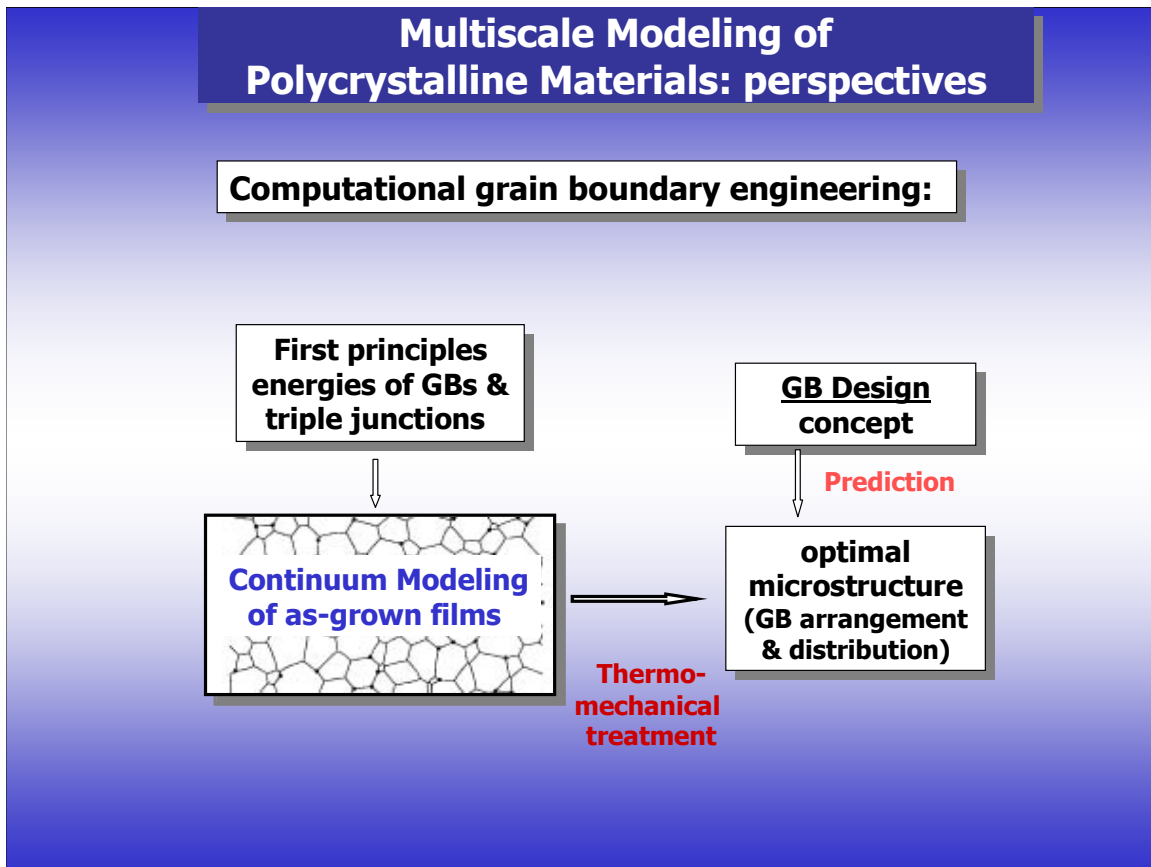 Multiscale Modeling of
Polycrystalline Materials: perspectives
Computational grain boundary engineering:
First principles
energies of GBs &
triple junctions
GB Design
concept
Prediction
Continuum Modeling
of as-grown films
optimal
microstructure
(GB arrangement
& distribution)
Thermo-
mechanical
treatment